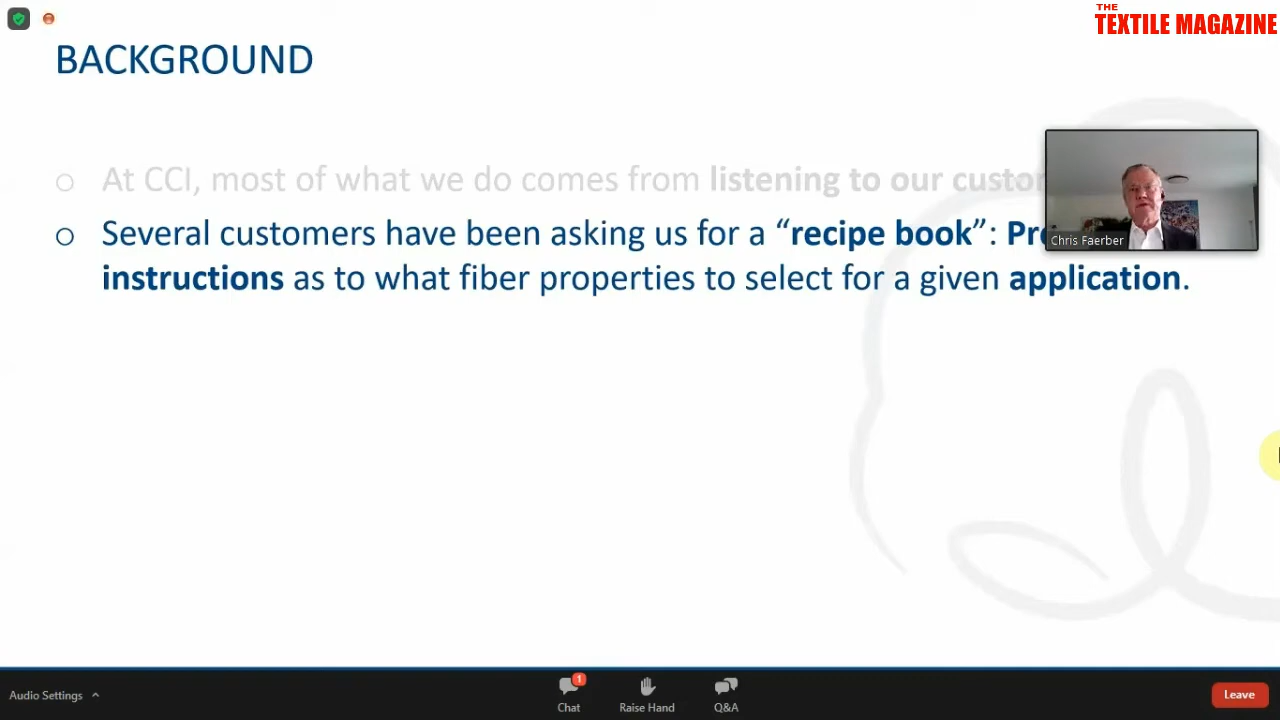 THE
TEXTILE MAGAZINE
BACKGROUND
At CCI, most of what we do comes from listening to our
Several customers have been asking us for a “recipe book”:
instructions as to what fiber properties to select for a given application.
Chris Faerber
Audio Settings
Chat
1
Raise Hand
Q&A
Leave